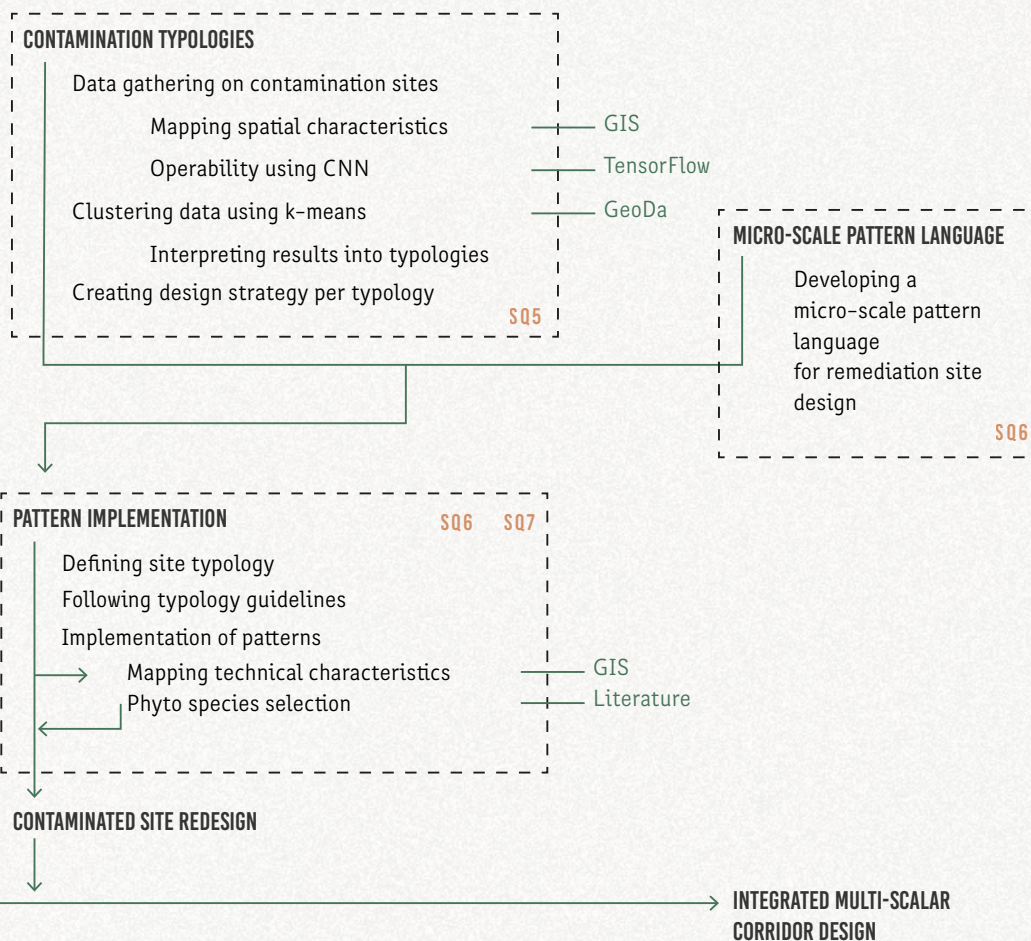 CONTAMINATION TYPOLOGIES
Data gathering on contamination sites
Mapping spatial characteristics
GIS
Operability using CNN
TensorFlow
Clustering data using k-means
GeoDa
Interpreting results into typologies
Creating design strategy per typology
SQ5
MICRO-SCALE PATTERN LANGUAGE
Developing a
micro-scale pattern
language
for remediation site
design
SQ6
PATTERN IMPLEMENTATION
SQ6 SQ7
Defining site typology
Following typology guidelines
Implementation of patterns
Mapping technical characteristics
GIS
Phyto species selection
Literature
CONTAMINATED SITE REDESIGN
INTEGRATED MULTI-SCALAR
CORRIDOR DESIGN